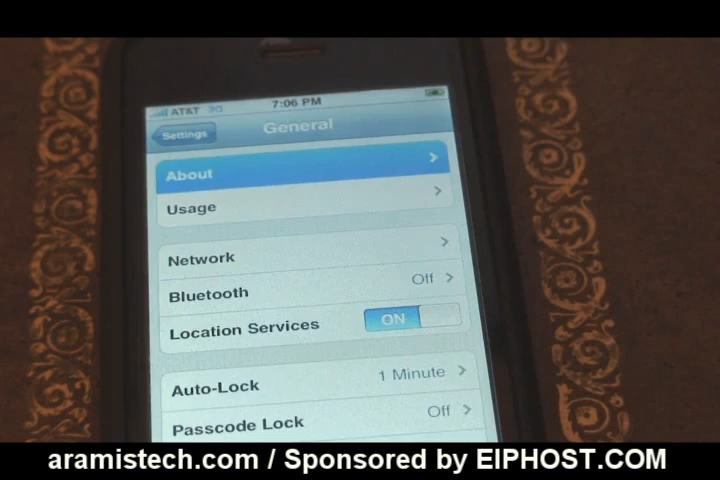 AT&T 3G 7:06 PM
Settings General
About
Usage
Network
Bluetooth Off
Location Services ON
Auto-Lock 1 Minute
Passcode Lock Off
aramistech.com / Sponsored by EIPHOST.COM